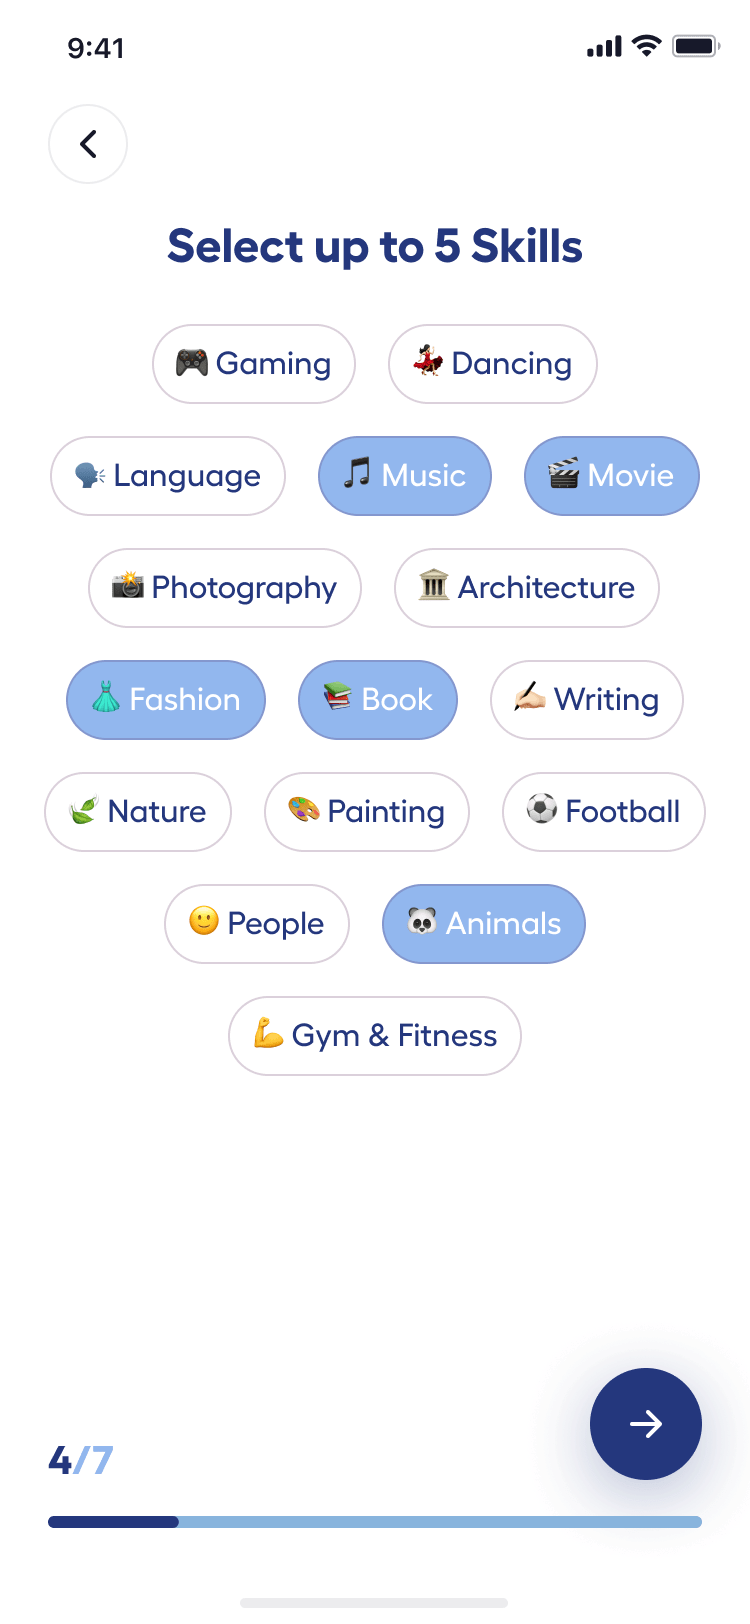 9:41
Select up to 5 Skills
Gaming Dancing
Language Music Movie
Photography Architecture
Fashion Book Writing
Nature Painting Football
People Animals
Gym & Fitness
4/7